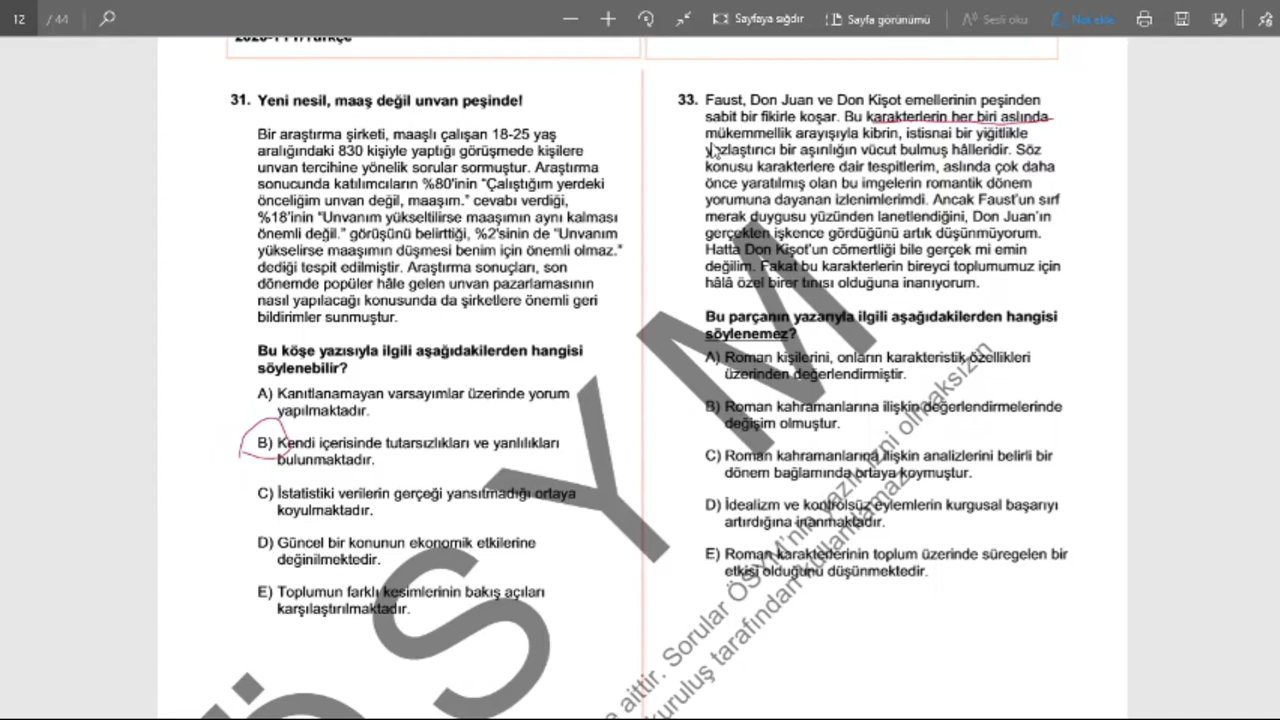 12 / 44 Sayfaya sığdır Sayfa görünümü Sesli oku Not ekle
2020-TYT/Türkçe
31. Yeni nesil, maaş değil unvan peşinde!
Bir araştırma şirketi, maaşlı çalışan 18-25 yaş
aralığındaki 830 kişiyle yaptığı görüşmede kişilere
unvan tercihine yönelik sorular sormuştur. Araştırma
sonucunda katılımcıların %80'inin “Çalıştığım yerdeki
önceliğim unvan değil, maaşım.” cevabı verdiği,
%18'inin “Unvanım yükseltilirse maaşımın aynı kalması
önemli değil.” görüşünü belirttiği, %2'sinin de “Unvanım
yükselirse maaşımın düşmesi benim için önemli olmaz.”
dediği tespit edilmiştir. Araştırma sonuçları, son
dönemde popüler hâle gelen unvan pazarlamasının
nasıl yapılacağı konusunda da şirketlere önemli geri
bildirimler sunmuştur.
Bu köşe yazısıyla ilgili aşağıdakilerden hangisi
söylenebilir?
A) Kanıtlanamayan varsayımlar üzerinde yorum
yapılmaktadır.
B) Kendi içerisinde tutarsızlıkları ve yanlılıkları
bulunmaktadır.
C) İstatistiki verilerin gerçeği yansıtmadığı ortaya
koyulmaktadır.
D) Güncel bir konunun ekonomik etkilerine
değinilmektedir.
E) Toplumun farklı kesimlerinin bakış açıları
karşılaştırılmaktadır.
33. Faust, Don Juan ve Don Kişot emellerinin peşinden
sabit bir fikirle koşar. Bu karakterlerin her biri aslında
mükemmellik arayışıyla kibrin, istisnai bir yiğitlikle
yozlaştırıcı bir aşırılığın vücut bulmuş hâlleridir. Söz
konusu karakterlere dair tespitlerim, aslında çok daha
önce yaratılmış olan bu imgelerin romantik dönem
yorumuna dayanan izlenimlerimdi. Ancak Faust'un sırf
merak duygusu yüzünden lanetlendiğini, Don Juan'ın
gerçekten işkence gördüğünü artık düşünmüyorum.
Hatta Don Kişot'un cömertliği bile gerçek mi emin
değilim. Fakat bu karakterlerin bireyci toplumumuz için
hâlâ özel birer tınısı olduğuna inanıyorum.
Bu parçanın yazarıyla ilgili aşağıdakilerden hangisi
söylenemez?
A) Roman kişilerini, onların karakteristik özellikleri
üzerinden değerlendirmiştir.
B) Roman kahramanlarına ilişkin değerlendirmelerinde
değişim olmuştur.
C) Roman kahramanlarına ilişkin analizlerini belirli bir
dönem bağlamında ortaya koymuştur.
D) İdealizm ve kontrolsüz eylemlerin kurgusal başarıyı
artırdığına inanmaktadır.
E) Roman karakterlerinin toplum üzerinde süregelen bir
etkisi olduğunu düşünmektedir.
ÖSYM
aittir. Sorular ÖSYM'nin yazılı izni olmaksızın
kuruluş tarafından kullanılamaz.